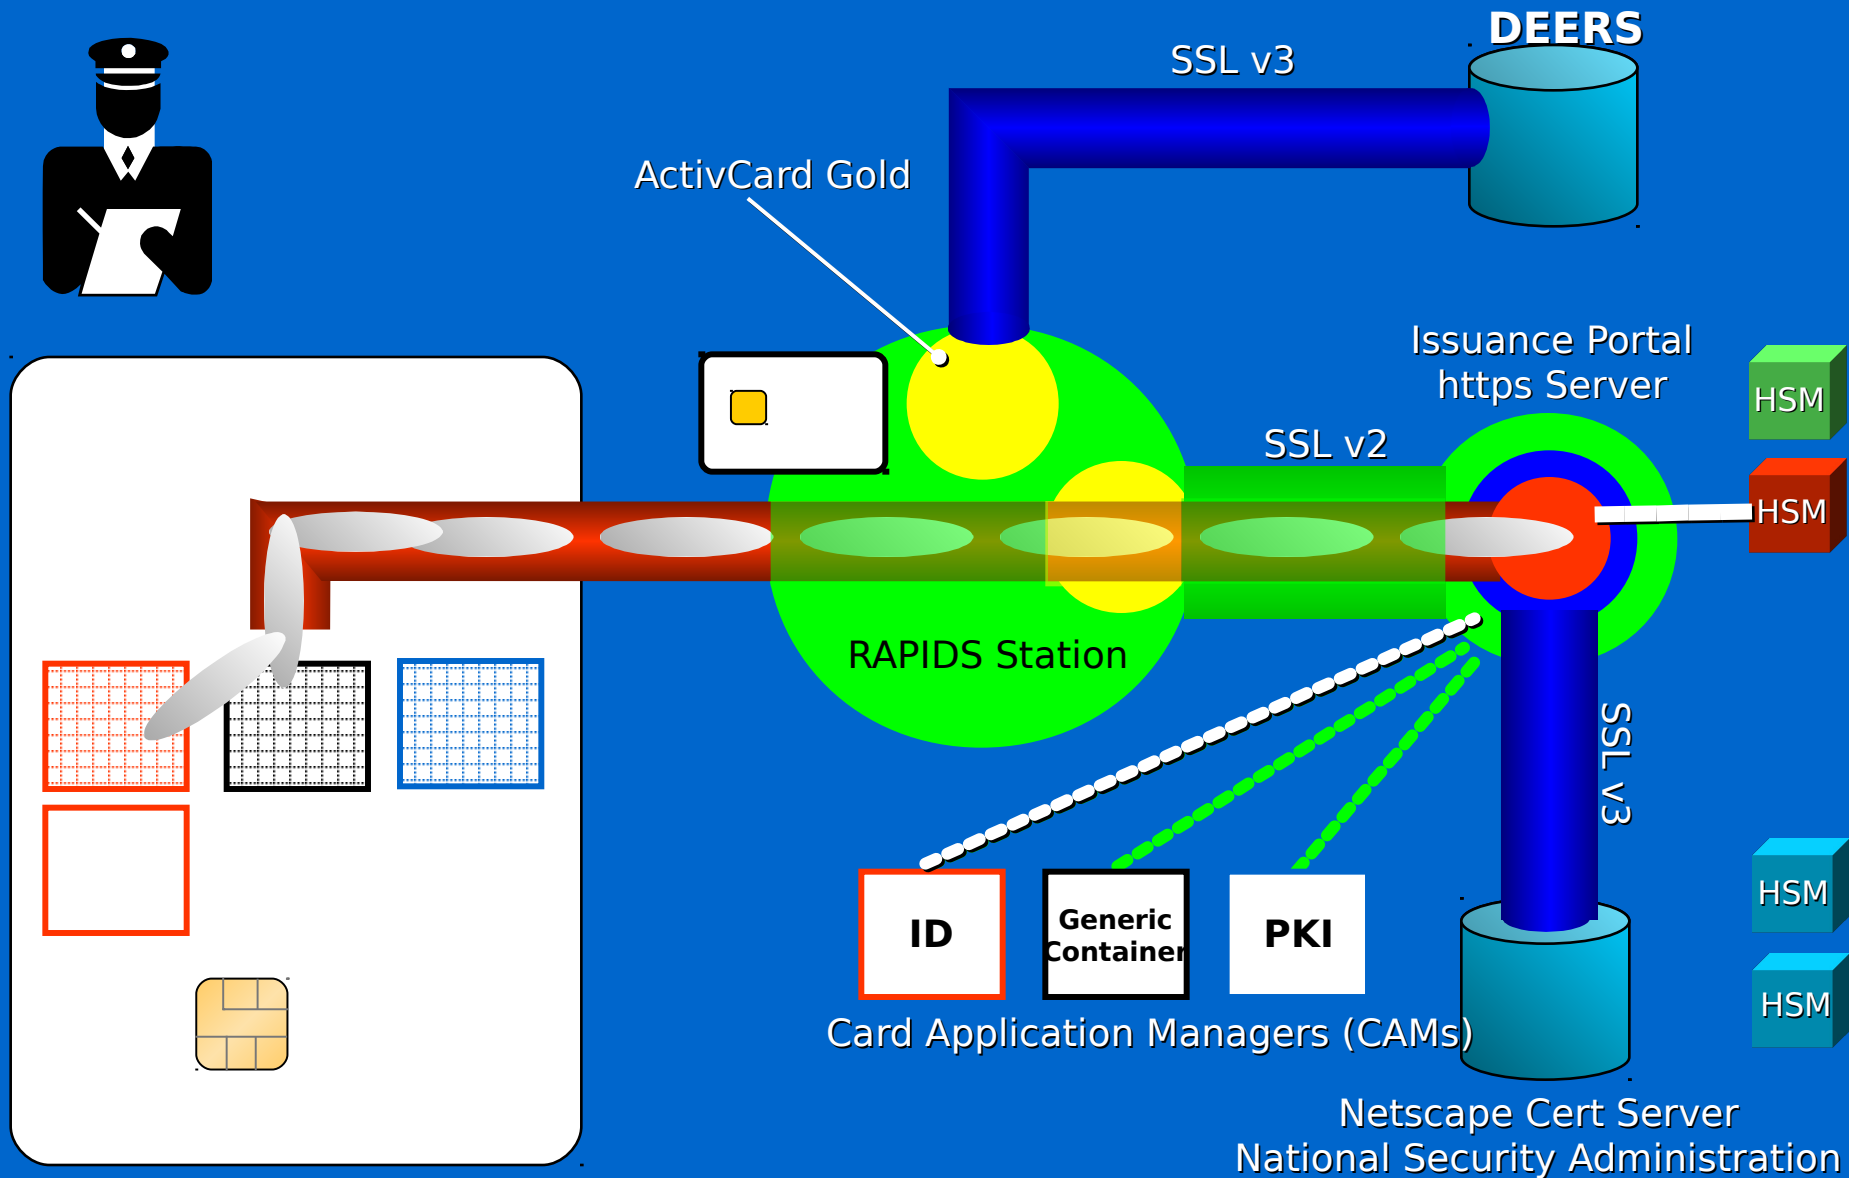 DEERS
SSL v3
ActivCard Gold
Issuance Portal
https Server
HSM
SSL v2
HSM
RAPIDS Station
SSL v3
HSM
ID
Generic
Container
PKI
HSM
Card Application Managers (CAMs)
Netscape Cert Server
National Security Administration